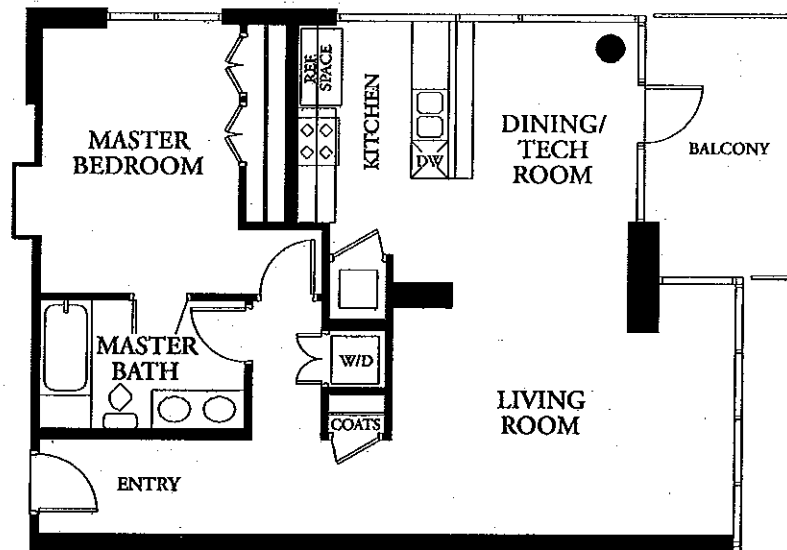 MASTER
BEDROOM
REF.
SPACE
KITCHEN
DW
DINING/
TECH
ROOM
BALCONY
MASTER
BATH
W/D
COATS
LIVING
ROOM
ENTRY